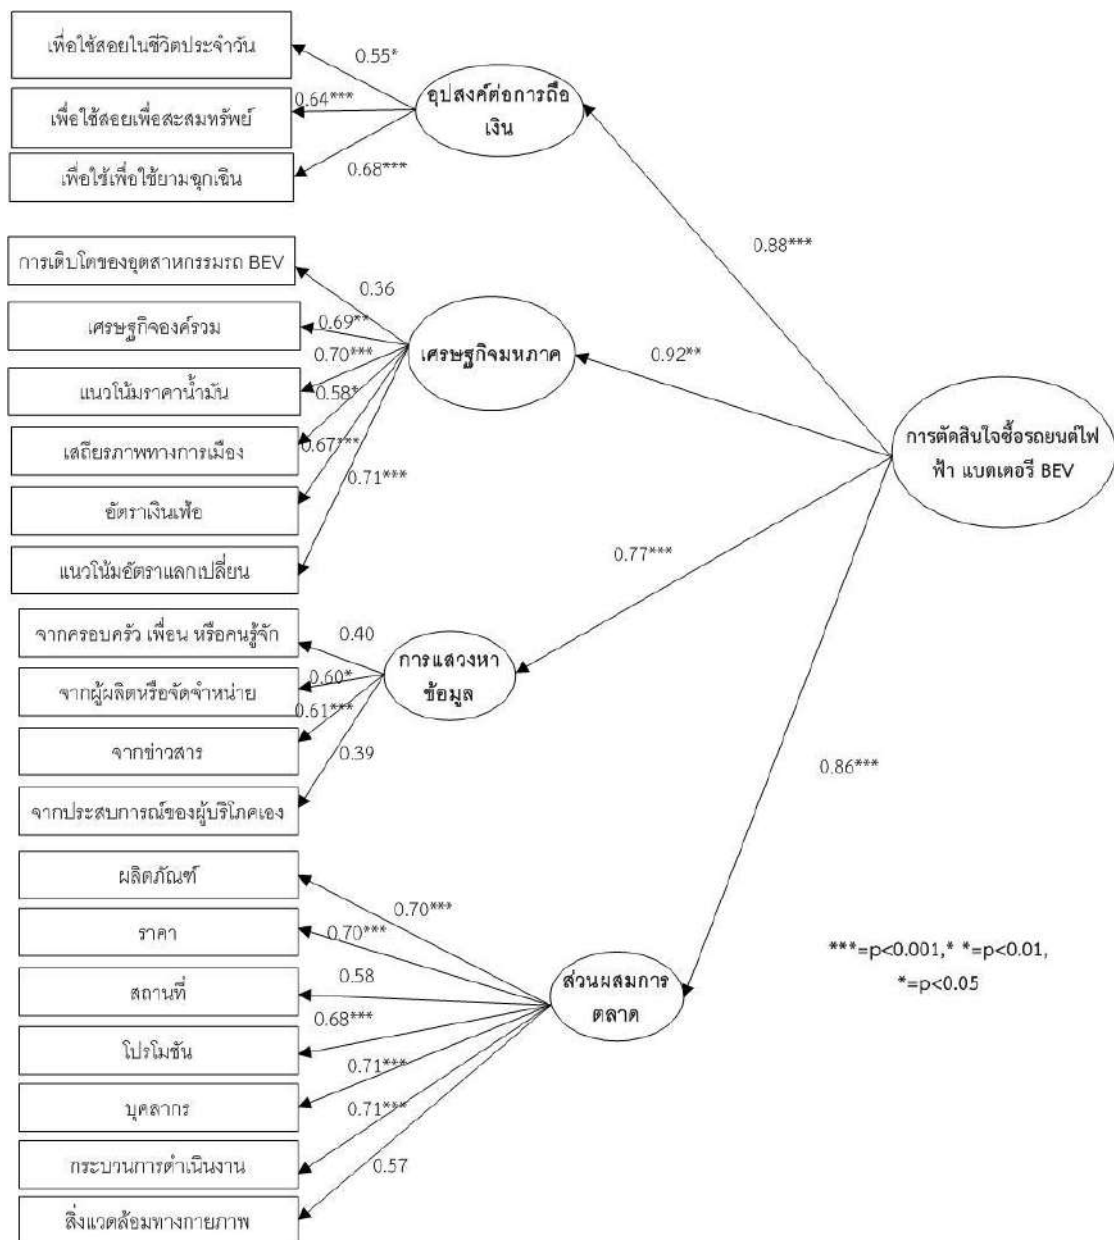 เพื่อใช้สอยในชีวิตประจำวัน
0.55*
เพื่อใช้สอยเพื่อสะสมทรัพย์
0.64***
เพื่อใช้เพื่อใช้ยามฉุกเฉิน
0.68***
อุปสงค์ต่อการถือ
เงิน
0.88***
การเติบโตของอุตสาหกรรมรถ BEV
0.36
เศรษฐกิจองค์รวม
0.69**
แนวโน้มราคาน้ำมัน
0.70***
เสถียรภาพทางการเมือง
0.58*
อัตราเงินเฟ้อ
0.67***
แนวโน้มอัตราแลกเปลี่ยน
0.71***
เศรษฐกิจมหภาค
0.92**
การตัดสินใจซื้อรถยนต์ไฟ
ฟ้า แบตเตอรี BEV
0.77***
จากครอบครัว เพื่อน หรือคนรู้จัก
0.40
จากผู้ผลิตหรือจัดจำหน่าย
0.60*
จากข่าวสาร
0.61***
จากประสบการณ์ของผู้บริโภคเอง
0.39
การแสวงหา
ข้อมูล
0.86***
ผลิตภัณฑ์
0.70***
ราคา
0.70***
สถานที่
0.58
โปรโมชัน
0.68***
บุคลากร
0.71***
กระบวนการดำเนินงาน
0.71***
สิ่งแวดล้อมทางกายภาพ
0.57
ส่วนผสมการ
ตลาด
***=p<0.001,* *=p<0.01,
*=p<0.05